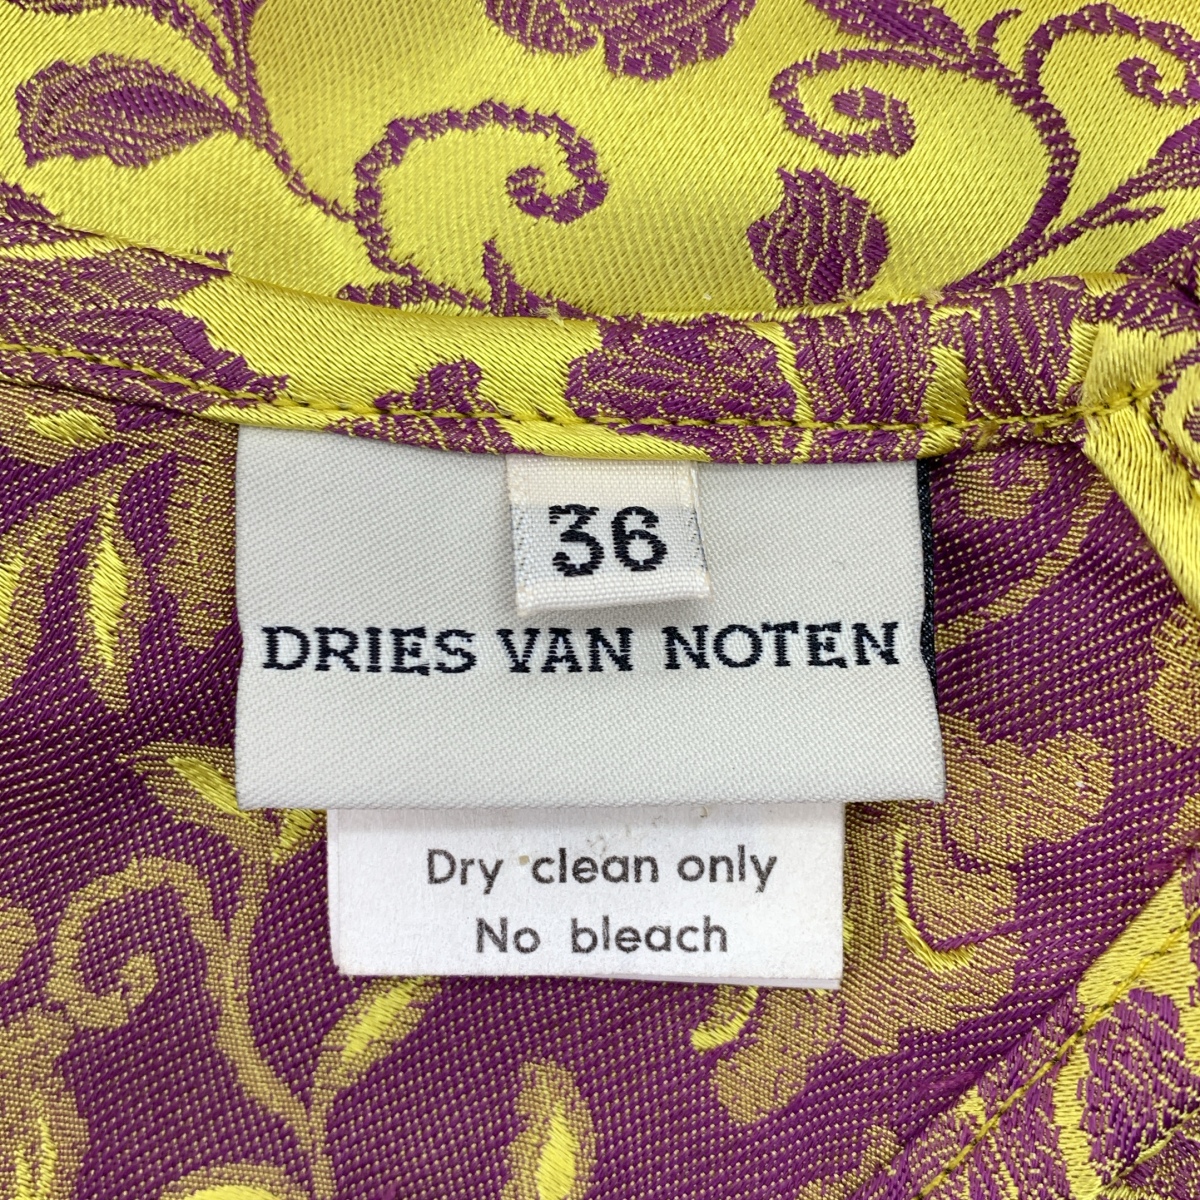 36
DRIES VAN NOTEN
Dry clean only
No bleach